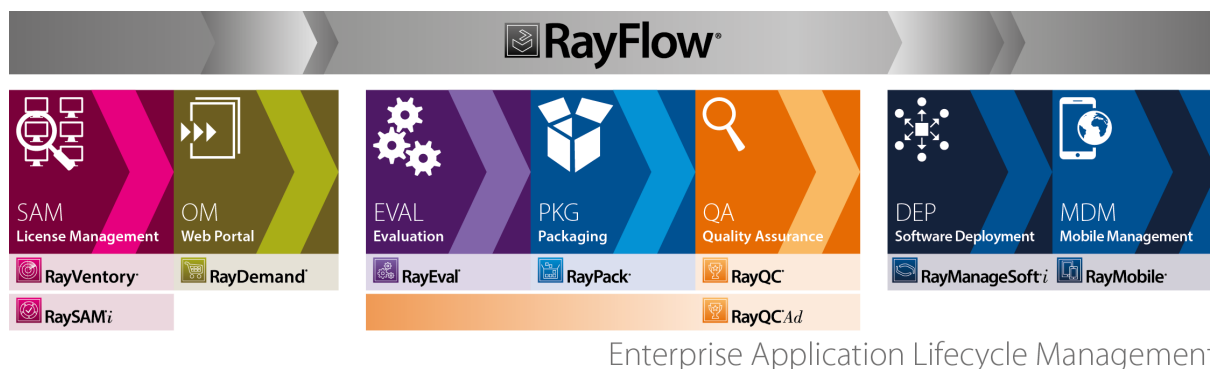 RayFlow®
SAM
License Management
OM
Web Portal
EVAL
Evaluation
PKG
Packaging
QA
Quality Assurance
DEP
Software Deployment
MDM
Mobile Management
RayVentory
RayDemand
RayEval
RayPack
RayQC
RayManageSoft i
RayMobile
RaySAM i
RayQC Ad
Enterprise Application Lifecycle Management